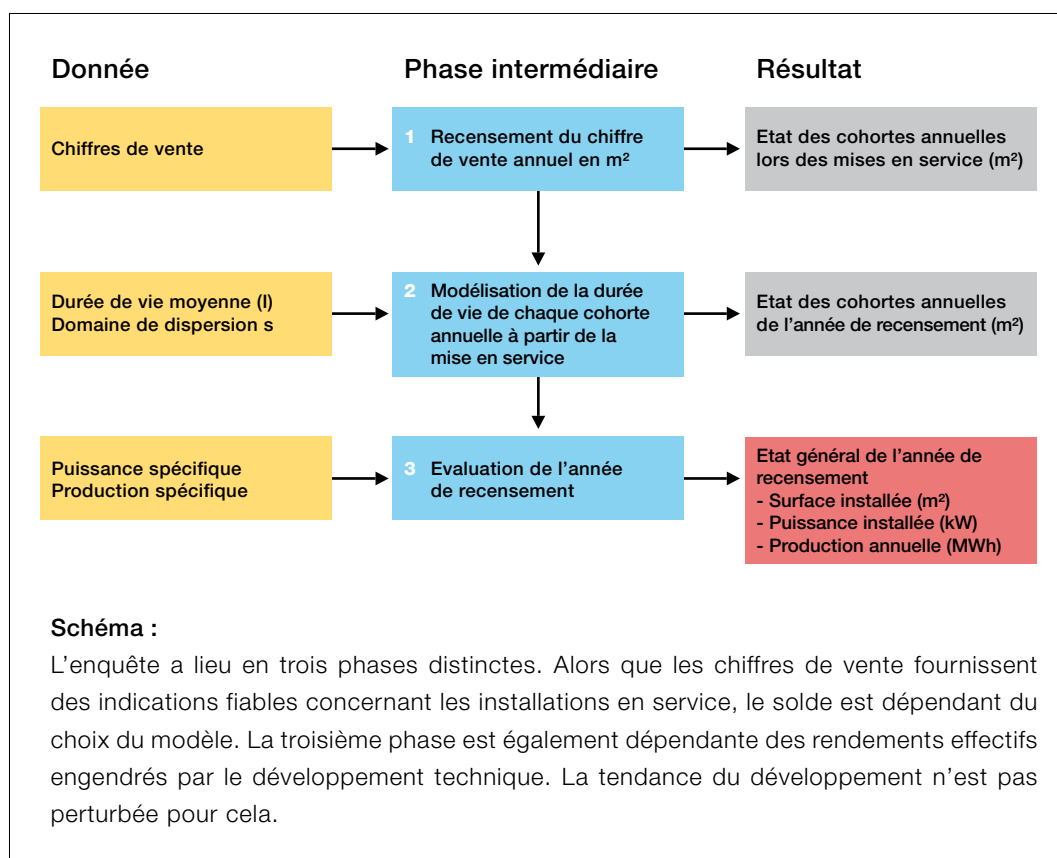 Donnée
Phase intermédiaire
Résultat
Chiffres de vente
1 Recensement du chiffre
de vente annuel en m²
Etat des cohortes annuelles
lors des mises en service (m²)
Durée de vie moyenne (l)
Domaine de dispersion s
2 Modélisation de la durée
de vie de chaque cohorte
annuelle à partir de la
mise en service
Etat des cohortes annuelles
de l'année de recensement (m²)
Puissance spécifique
Production spécifique
3 Evaluation de l'année
de recensement
Etat général de l'année de
recensement
- Surface installée (m²)
- Puissance installée (kW)
- Production annuelle (MWh)
Schéma :
L'enquête a lieu en trois phases distinctes. Alors que les chiffres de vente fournissent
des indications fiables concernant les installations en service, le solde est dépendant du
choix du modèle. La troisième phase est également dépendante des rendements effectifs
engendrés par le développement technique. La tendance du développement n'est pas
perturbée pour cela.